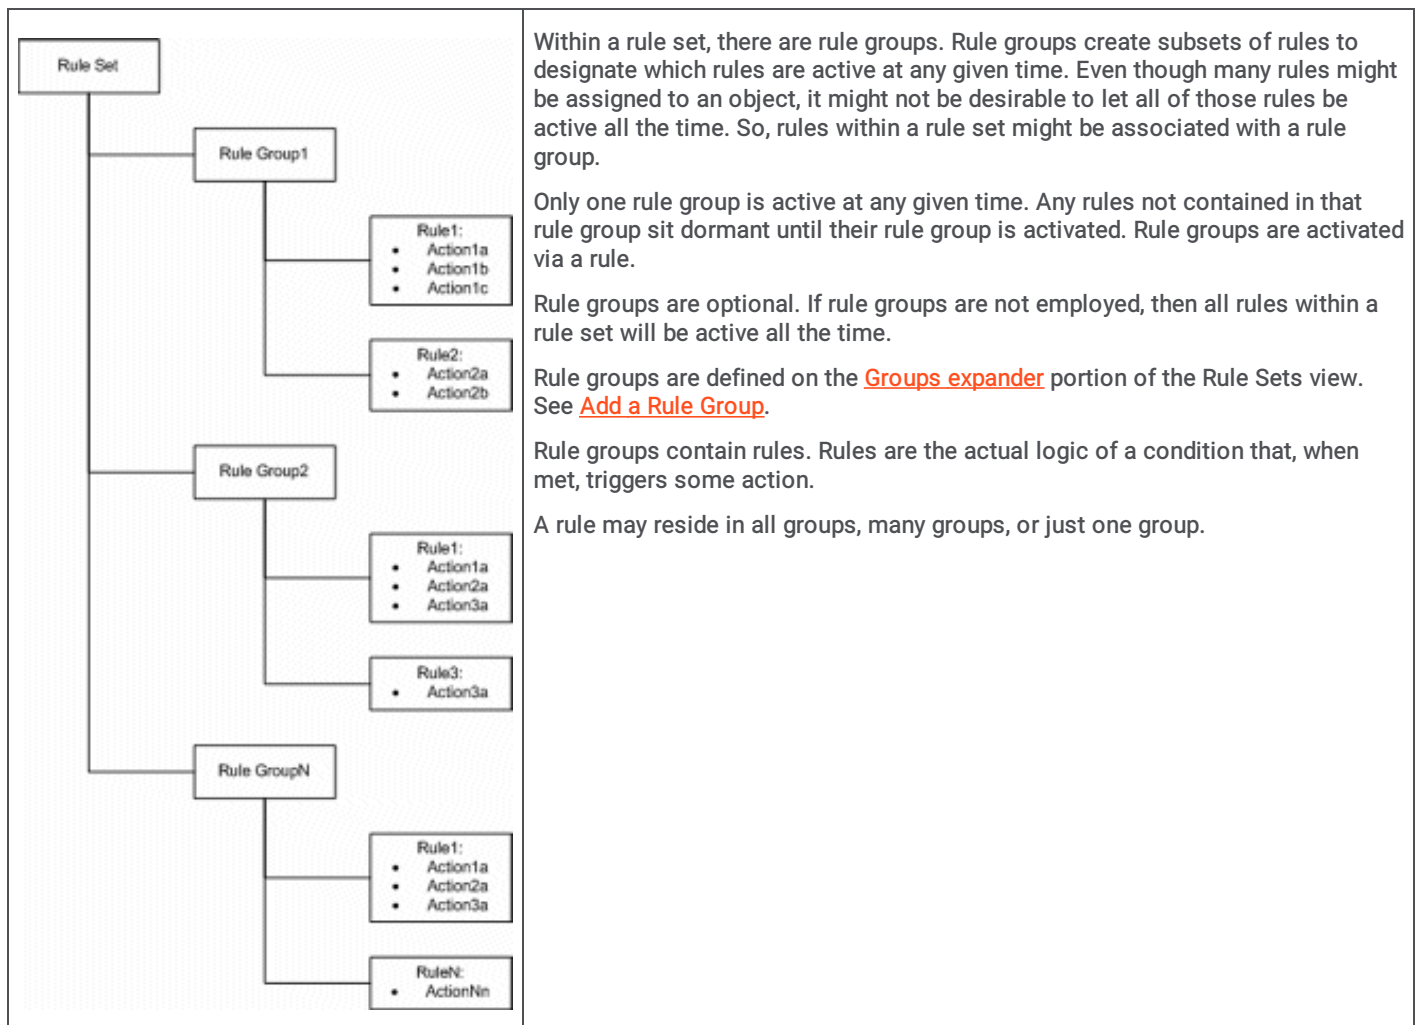 Rule Set
Rule Group1
Rule1:
• Action1a
• Action1b
• Action1c
Rule2:
• Action2a
• Action2b
Rule Group2
Rule1:
• Action1a
• Action2a
• Action3a
Rule3:
• Action3a
Rule GroupN
Rule1:
• Action1a
• Action2a
• Action3a
RuleN:
• ActionNn
Within a rule set, there are rule groups. Rule groups create subsets of rules to
designate which rules are active at any given time. Even though many rules might
be assigned to an object, it might not be desirable to let all of those rules be
active all the time. So, rules within a rule set might be associated with a rule
group.
Only one rule group is active at any given time. Any rules not contained in that
rule group sit dormant until their rule group is activated. Rule groups are activated
via a rule.
Rule groups are optional. If rule groups are not employed, then all rules within a
rule set will be active all the time.
Rule groups are defined on the Groups expander portion of the Rule Sets view.
See Add a Rule Group.
Rule groups contain rules. Rules are the actual logic of a condition that, when
met, triggers some action.
A rule may reside in all groups, many groups, or just one group.